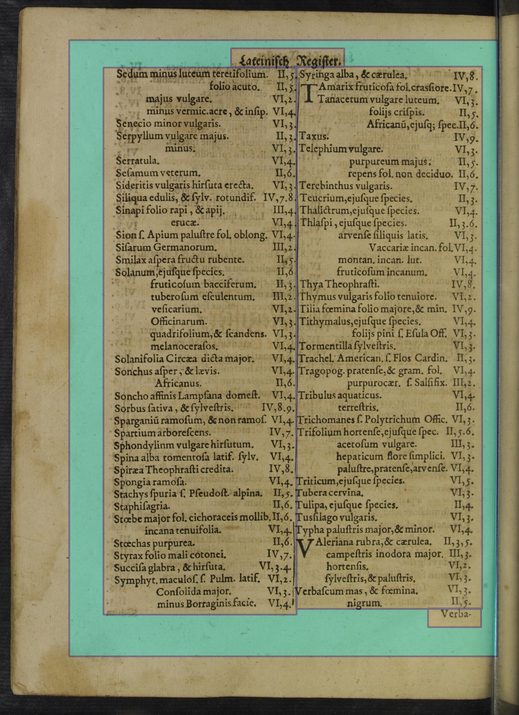 Lateinisch Register.
Sedum minus luteum teretifolium. II,5.
folio acuto. II,5.
majus vulgare. VI,2.
minus vermic. acre, & insip. VI,4.
Senecio minor vulgaris. VI,3.
Serpyllum vulgare majus. II,3.
minus. VI,3.
Serratula. VI,4.
Sesamum veterum. II,6.
Sideritis vulgaris hirsuta erecta. VI,3.
Siliqua edulis, & sylv. rotundif. IV,7.8.
Sinapi folio rapi, & apij. III,4.
erucæ. VI,4.
Sion s. Apium palustre fol. oblong. VI,4.
Sisarum Germanorum. III,2.
Smilax aspera fructu rubente. II,5.
Solanum, ejusque species. II,6
fruticosum bacciferum. II,3.
tuberosum esculentum. III,2.
vesicarium. VI,2.
Officinarum. VI,3.
quadrifolium, & scandens. VI,3.
melanocerasos. VI,4.
Solanifolia Circæa dicta major. VI,4.
Sonchus asper, & lævis. VI,4.
Africanus. II,6.
Soncho affinis Lampsana domest. VI,4.
Sorbus sativa, & sylvestris. IV,8.9.
Sparganiũ ramosum, & non ramos. VI,4.
Spartium arborescens. IV,7.
Sphondylinm vulgare hirsutum. VI,3.
Spina alba tomentosa latif. sylv. VI,4.
Spiræa Theophrasti credita. IV,8.
Spongia ramosa. VI,4.
Stachys spuria s. Pseudost. alpina. II,5.
Staphisagria. II,6.
Stœbe major fol. cichoraceis mollib. II,6.
incana tenuifolia. VI,4.
Stœchas purpurea. II,6.
Styrax folio mali cotonei. IV,7.
Succisa glabra, & hirsuta. VI,3.4.
Symphyt. maculos. s. Pulm. latif. VI,2.
Consolida major. VI,3.
minus Borraginis facie. VI,4.
Syringa alba, & cærulea. IV,8.
TAmarix fruticosa fol. crassiore. IV,7.
Tanacetum vulgare luteum. VI,3.
folijs crispis. II,5.
Africanũ, ejusq; spec. II,6.
Taxus. IV,9.
Telephium vulgare. VI,3.
purpureum majus. II,5.
repens fol. non deciduo. II,6.
Terebinthus vulgaris. IV,7.
Teucrium, ejusque species. II,3.
Thalictrum, ejusque species. VI,4.
Thlaspi, ejusque species. II,3.6.
arvense siliquis latis. VI,3.
Vaccariæ incan. fol. VI,4.
montan. incan. lut. VI,4.
fruticosum incanum. VI,4.
Thya Theophrasti. IV,8.
Thymus vulgaris folio tenuiore. VI,2.
Tilia fœmina folio majore, & min. IV,9.
Tithymalus, ejusque species. VI,4.
foliis pini s. Esula Off. VI,3.
Tormentilla sylvestris. VI,3.
Trachel. American. s. Flos Cardin. II,3.
Tragopog. pratense, & gram. fol. VI,4.
purpurocær. s. Salsifix. III,2.
Tribulus aquaticus. VI,4.
terrestris. II,6.
Trichomanes s. Polytrichum Offic. VI,3.
Trifolium hortense, ejusque spec. II,5.6.
acetosum vulgare. III,3.
hepaticum flore simplici. VI,3.
palustre, pratense, arvense. VI,4.
Triticum, ejusque species. VI,5.
Tubera cervina. VI,3.
Tulipa, ejusque species. II,4.
Tussilago vulgaris. VI,3.
Typha palustris major, & minor. VI,4.
VAleriana rubra, & cærulea. II,3,5.
campestris inodora major. III,3.
hortensis. VI,2.
sylvestris, & palustris. VI,3.
Verbascum mas, & fœmina. VI,3.
nigrum. II,5.
Verba-